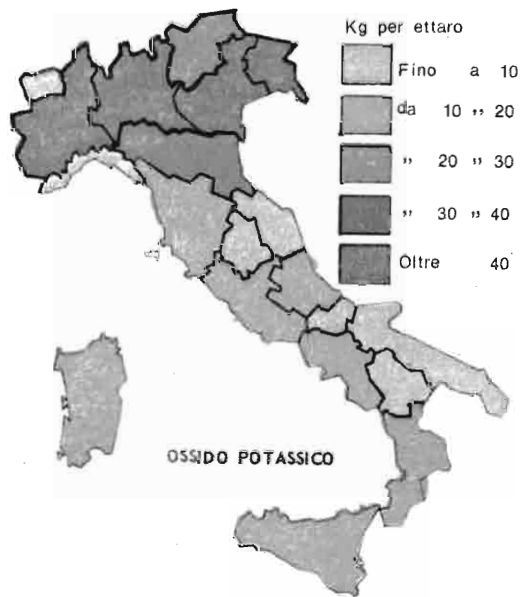 Kg per ettaro
Fino a 10
da 10 ,, 20
,, 20 ,, 30
,, 30 ,, 40
Oltre 40
OSSIDO POTASSICO